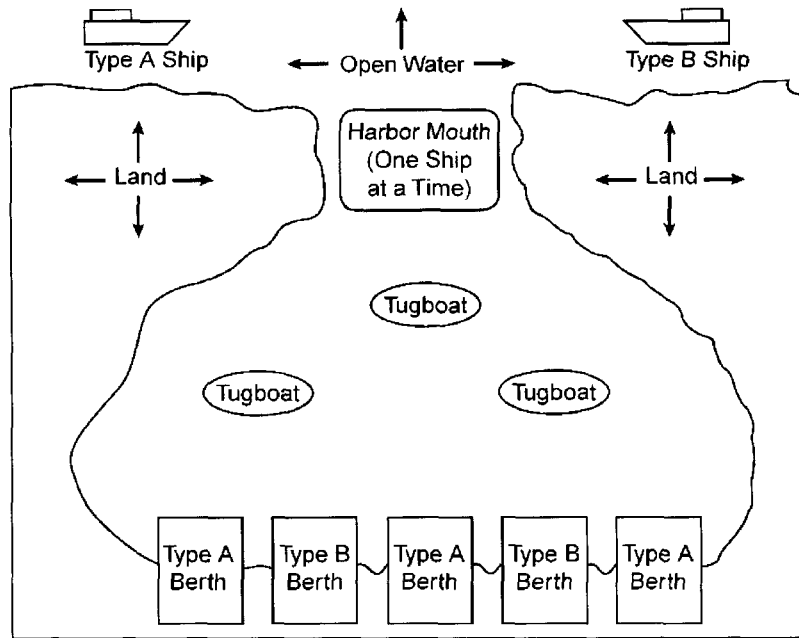 Type A Ship
Open Water
Type B Ship
Harbor Mouth
(One Ship
at a Time)
Land
Land
Tugboat
Tugboat
Tugboat
Type A
Berth
Type B
Berth
Type A
Berth
Type B
Berth
Type A
Berth